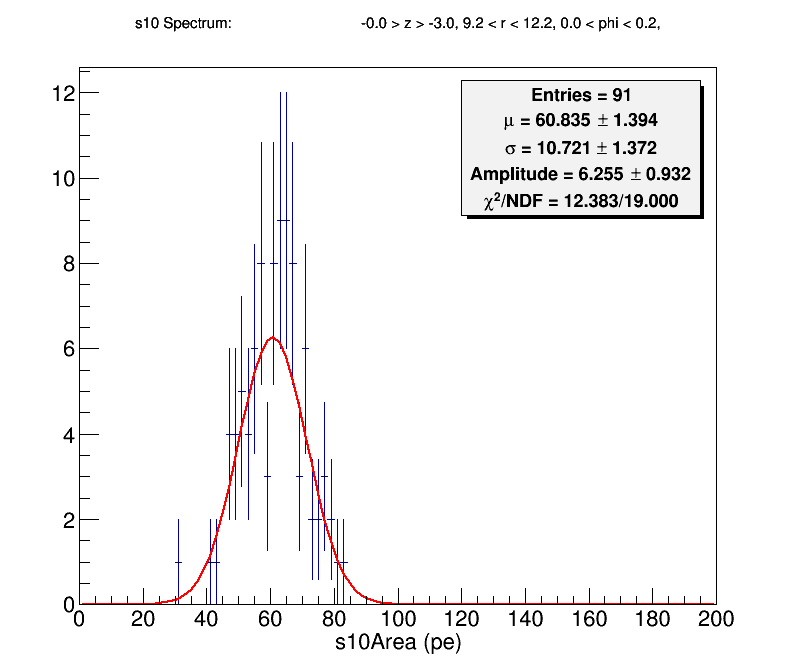 s10 Spectrum: -0.0 > z > -3.0, 9.2 < r < 12.2, 0.0 < phi < 0.2,
Entries = 91
μ = 60.835 ± 1.394
σ = 10.721 ± 1.372
Amplitude = 6.255 ± 0.932
χ²/NDF = 12.383/19.000
12
10
8
6
4
2
0
0 20 40 60 80 100 120 140 160 180 200
s10Area (pe)